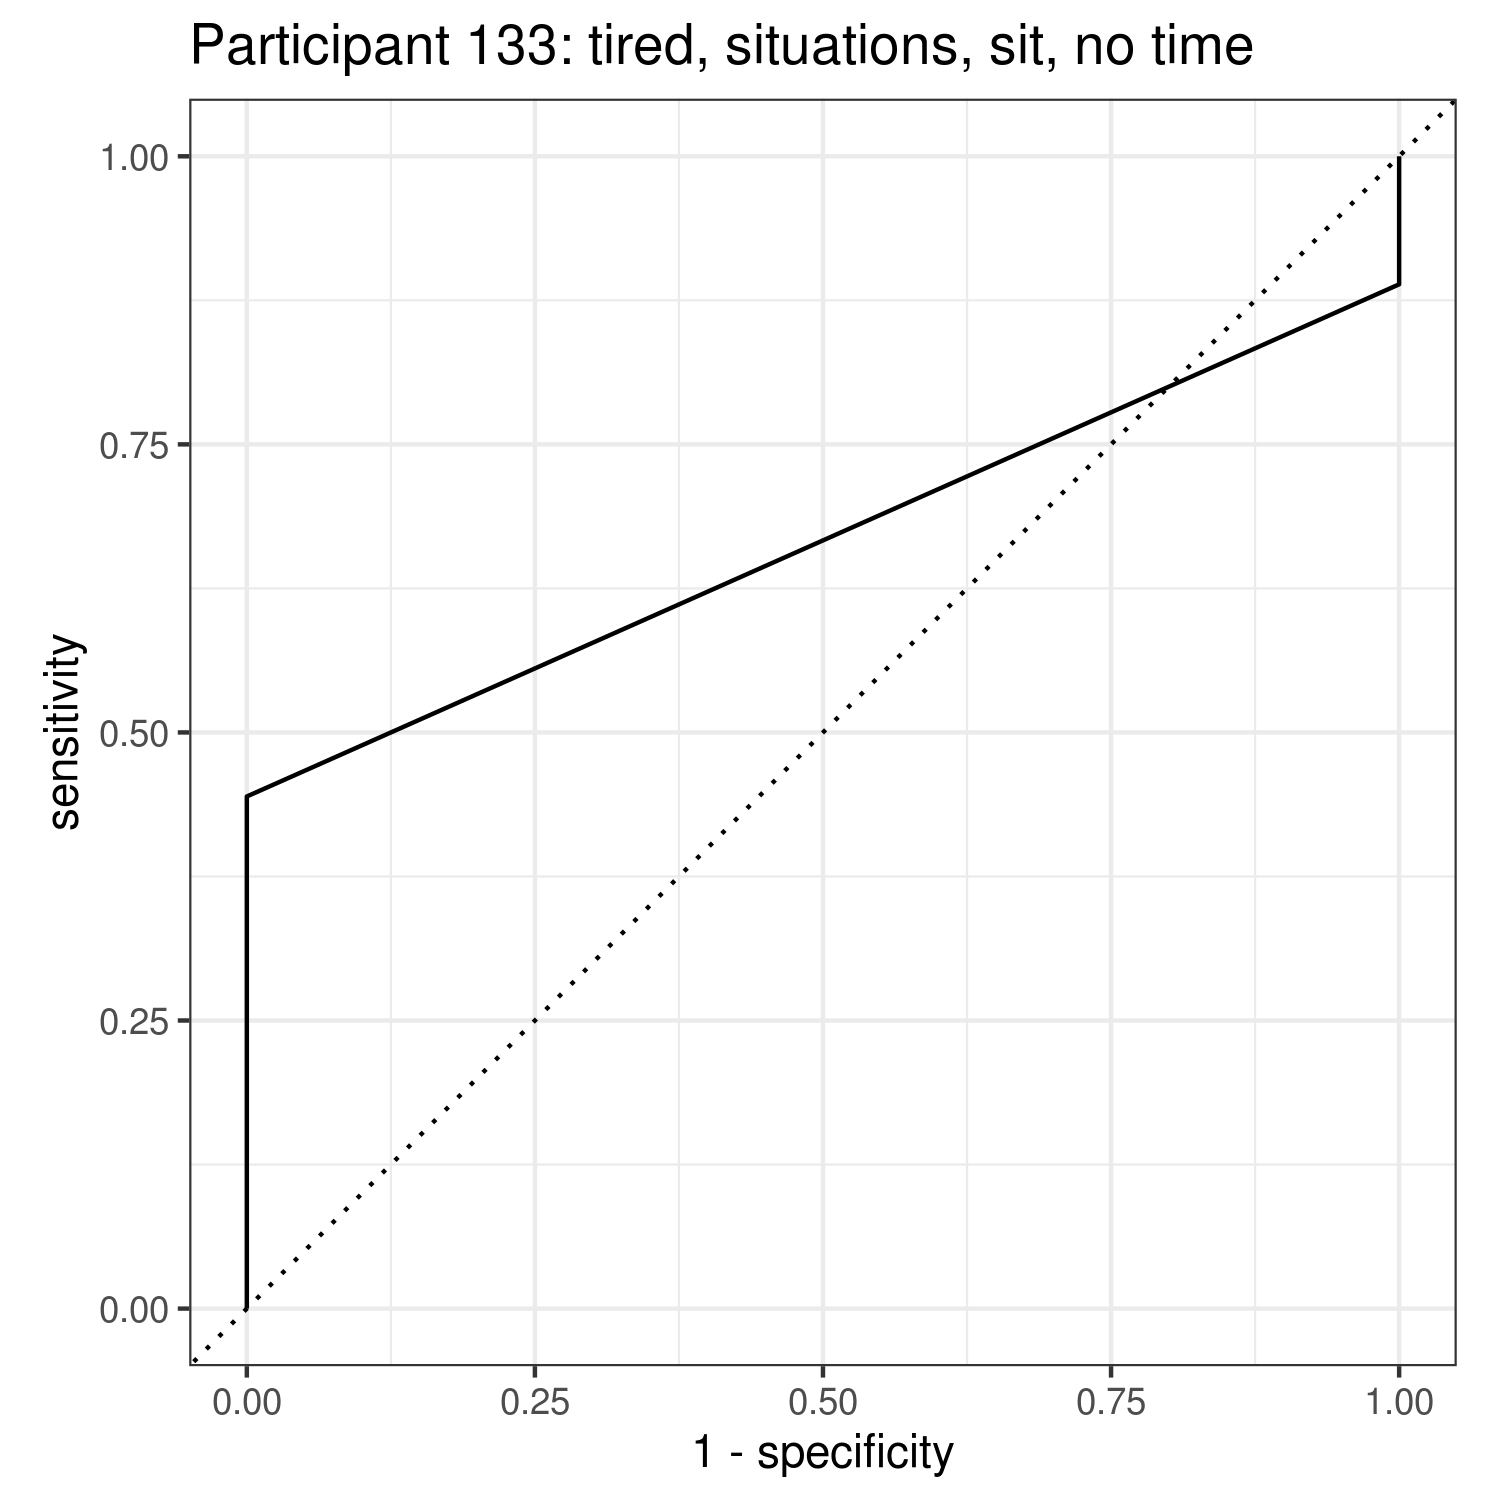 Participant 133: tired, situations, sit, no time
1.00
0.75
0.50
0.25
0.00
sensitivity
0.00 0.25 0.50 0.75 1.00
1 - specificity